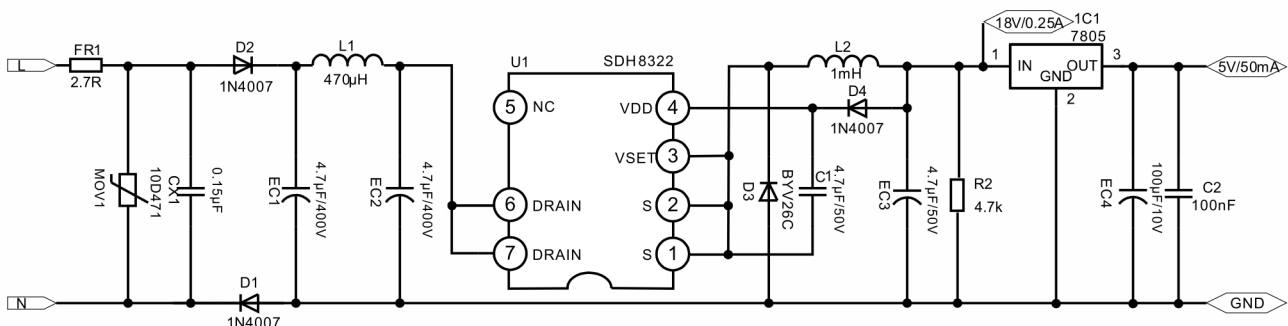 L
FR1
2.7R
D2
1N4007
L1
470µH
U1
SDH8322
5
NC
VDD
4
VSET
3
6
DRAIN
S
2
7
DRAIN
S
1
L2
1mH
D4
1N4007
18V/0.25A
1C1
7805
1
IN
OUT
3
GND
2
5V/50mA
MOV1
10D471
CX1
0.15µF
EC1
4.7µF/400V
EC2
4.7µF/400V
D3
BYV26C
C1
4.7µF/50V
EC3
4.7µF/50V
R2
4.7k
EC4
100µF/10V
C2
100nF
N
D1
1N4007
GND